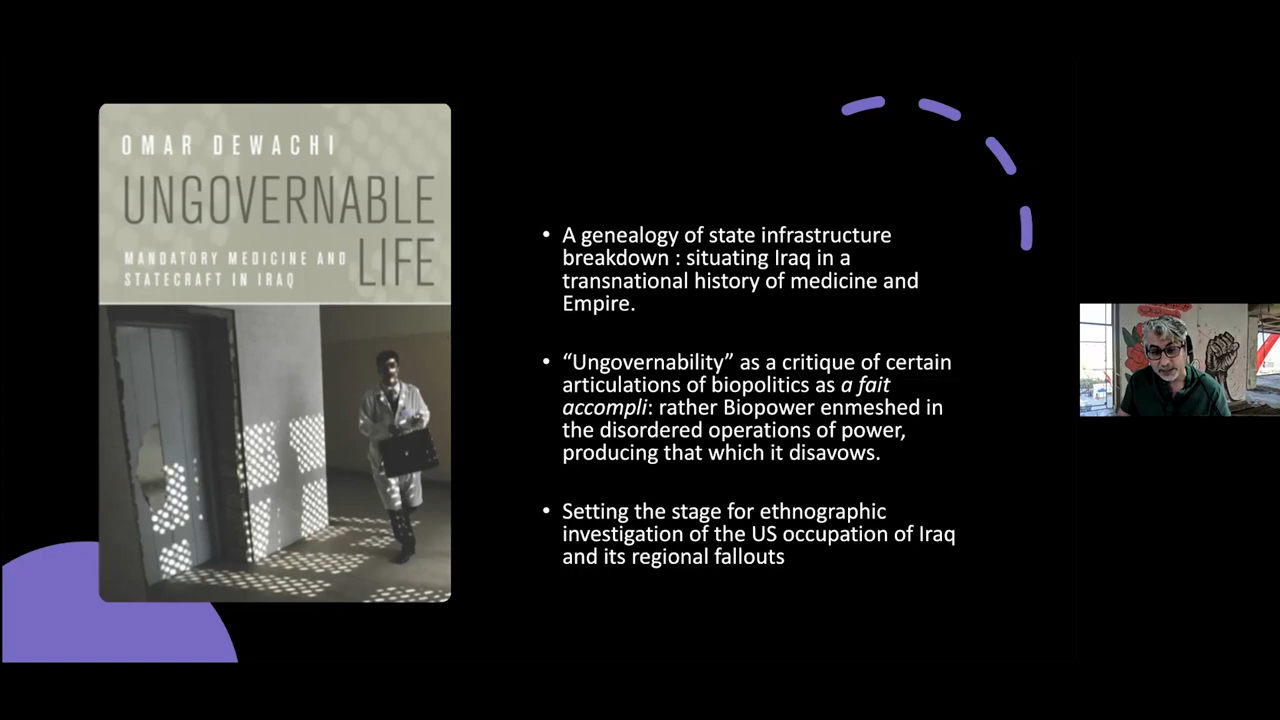 OMAR DEWACHI
UNGOVERNABLE
LIFE
MANDATORY MEDICINE AND
STATECRAFT IN IRAQ
• A genealogy of state infrastructure
breakdown : situating Iraq in a
transnational history of medicine and
Empire.
• “Ungovernability” as a critique of certain
articulations of biopolitics as a fait
accompli: rather Biopower enmeshed in
the disordered operations of power,
producing that which it disavows.
• Setting the stage for ethnographic
investigation of the US occupation of Iraq
and its regional fallouts